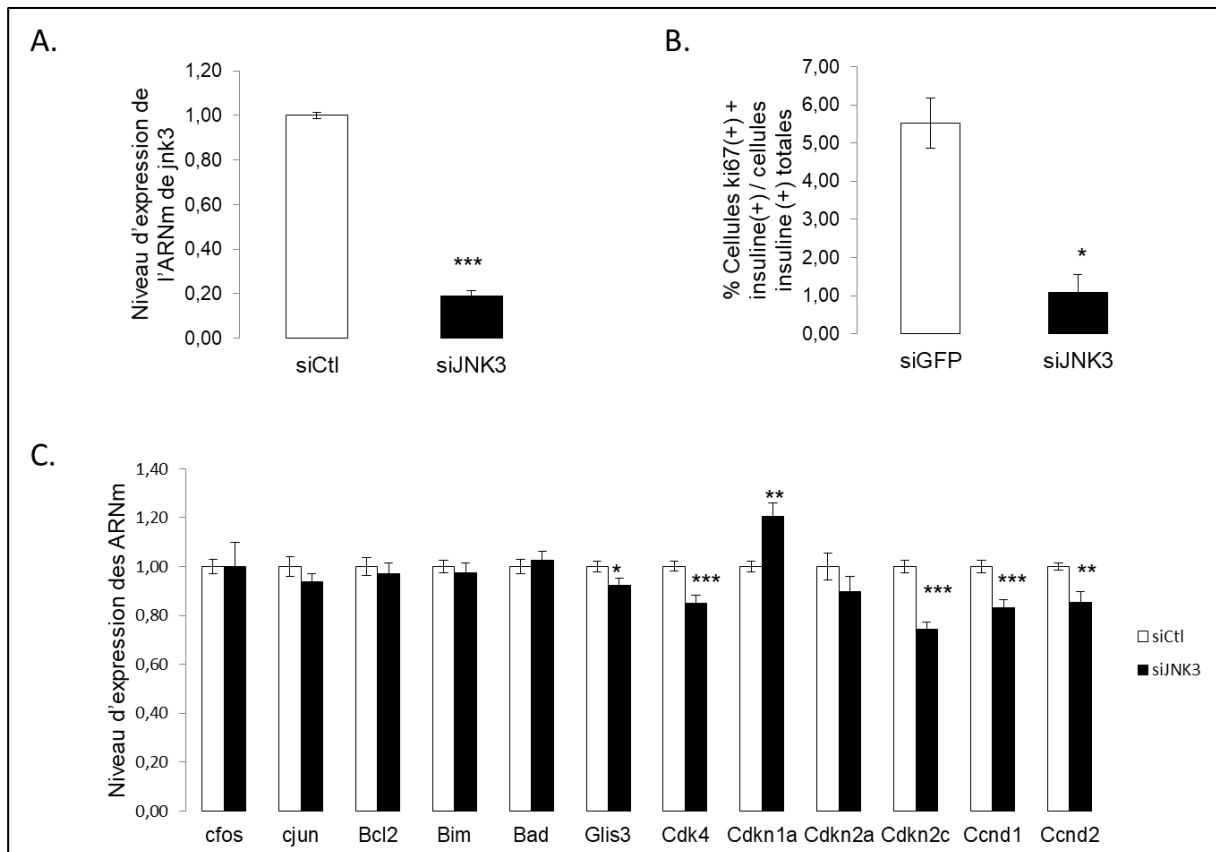 A.
Niveau d'expression de
l'ARNm de jnk3
1,20
1,00
0,80
0,60
0,40
0,20
0,00
***
siCtl
siJNK3
B.
% Cellules ki67(+) +
insuline(+) / cellules
insuline (+) totales
7,00
6,00
5,00
4,00
3,00
2,00
1,00
0,00
*
siGFP
siJNK3
C.
Niveau d'expression des ARNm
1,40
1,20
1,00
0,80
0,60
0,40
0,20
0,00
*
***
**
***
***
**
cfos
cjun
Bcl2
Bim
Bad
Glis3
Cdk4
Cdkn1a
Cdkn2a
Cdkn2c
Ccnd1
Ccnd2
siCtl
siJNK3